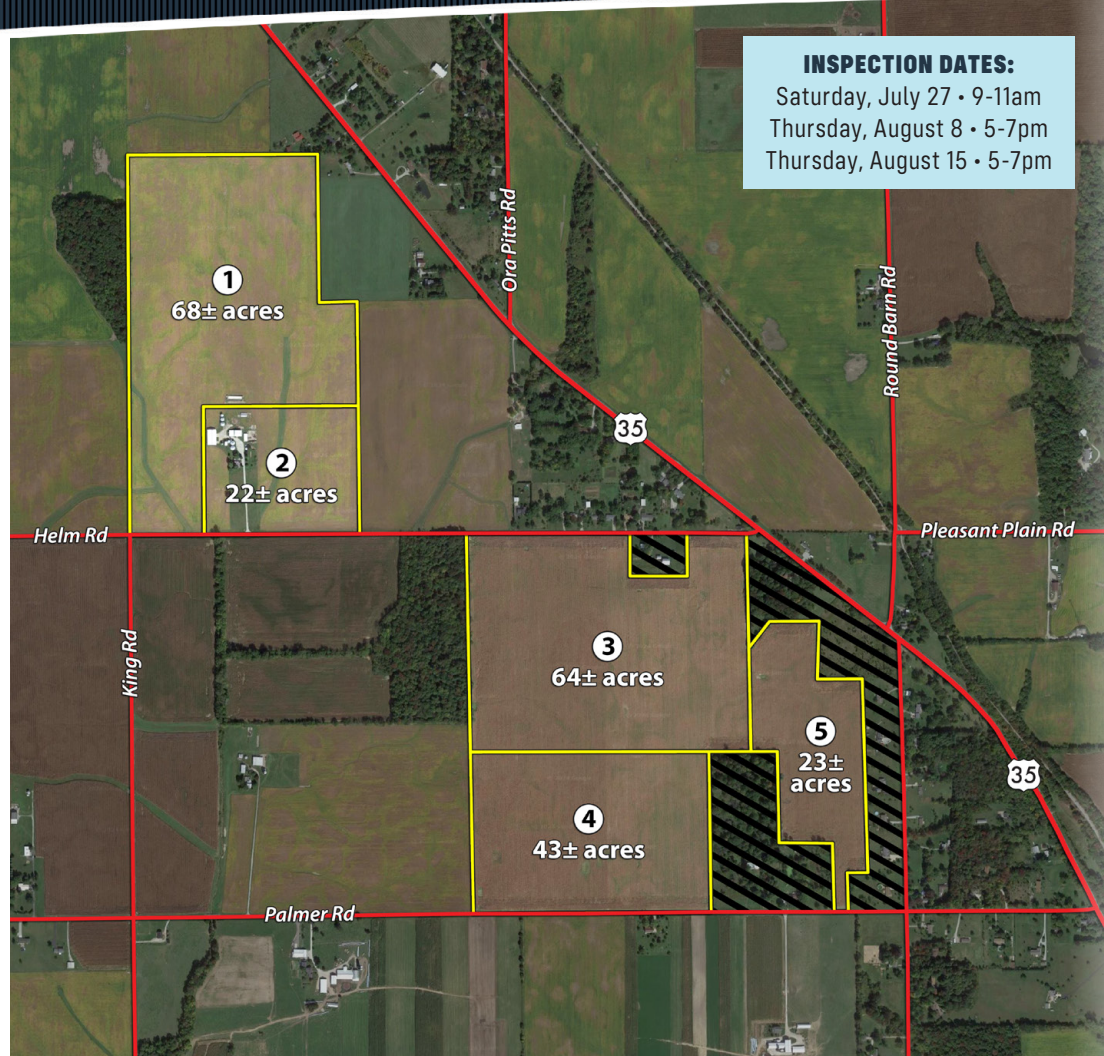 INSPECTION DATES:
Saturday, July 27 • 9-11am
Thursday, August 8 • 5-7pm
Thursday, August 15 • 5-7pm
1
68± acres
Ora Pitts Rd
Round Barn Rd
35
2
22± acres
Helm Rd
Pleasant Plain Rd
King Rd
3
64± acres
5
23±
acres
35
4
43± acres
Palmer Rd